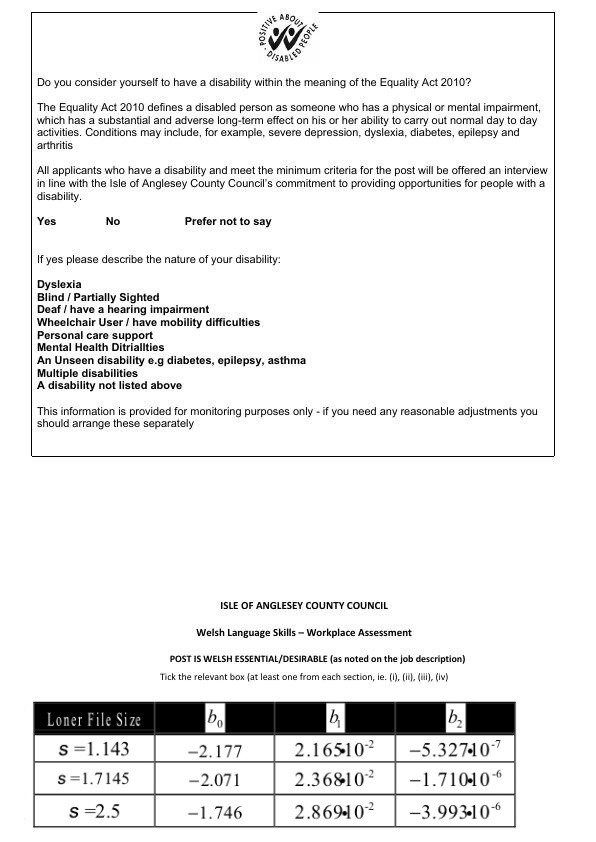 POSITIVE ABOUT DISABLED PEOPLE
Do you consider yourself to have a disability within the meaning of the Equality Act 2010?
The Equality Act 2010 defines a disabled person as someone who has a physical or mental impairment,
which has a substantial and adverse long-term effect on his or her ability to carry out normal day to day
activities. Conditions may include, for example, severe depression, dyslexia, diabetes, epilepsy and
arthritis
All applicants who have a disability and meet the minimum criteria for the post will be offered an interview
in line with the Isle of Anglesey County Council's commitment to providing opportunities for people with a
disability.
Yes No Prefer not to say
If yes please describe the nature of your disability:
Dyslexia
Blind / Partially Sighted
Deaf / have a hearing impairment
Wheelchair User / have mobility difficulties
Personal care support
Mental Health Ditriallties
An Unseen disability e.g diabetes, epilepsy, asthma
Multiple disabilities
A disability not listed above
This information is provided for monitoring purposes only - if you need any reasonable adjustments you
should arrange these separately
ISLE OF ANGLESEY COUNTY COUNCIL
Welsh Language Skills – Workplace Assessment
POST IS WELSH ESSENTIAL/DESIRABLE (as noted on the job description)
Tick the relevant box (at least one from each section, ie. (i), (ii), (iii), (iv)
Loner File Size b₀ b₁ b₂
s =1.143 −2.177 2.165•10⁻² −5.327•10⁻⁷
s =1.7145 −2.071 2.368•10⁻² −1.710•10⁻⁶
s =2.5 −1.746 2.869•10⁻² −3.993•10⁻⁶